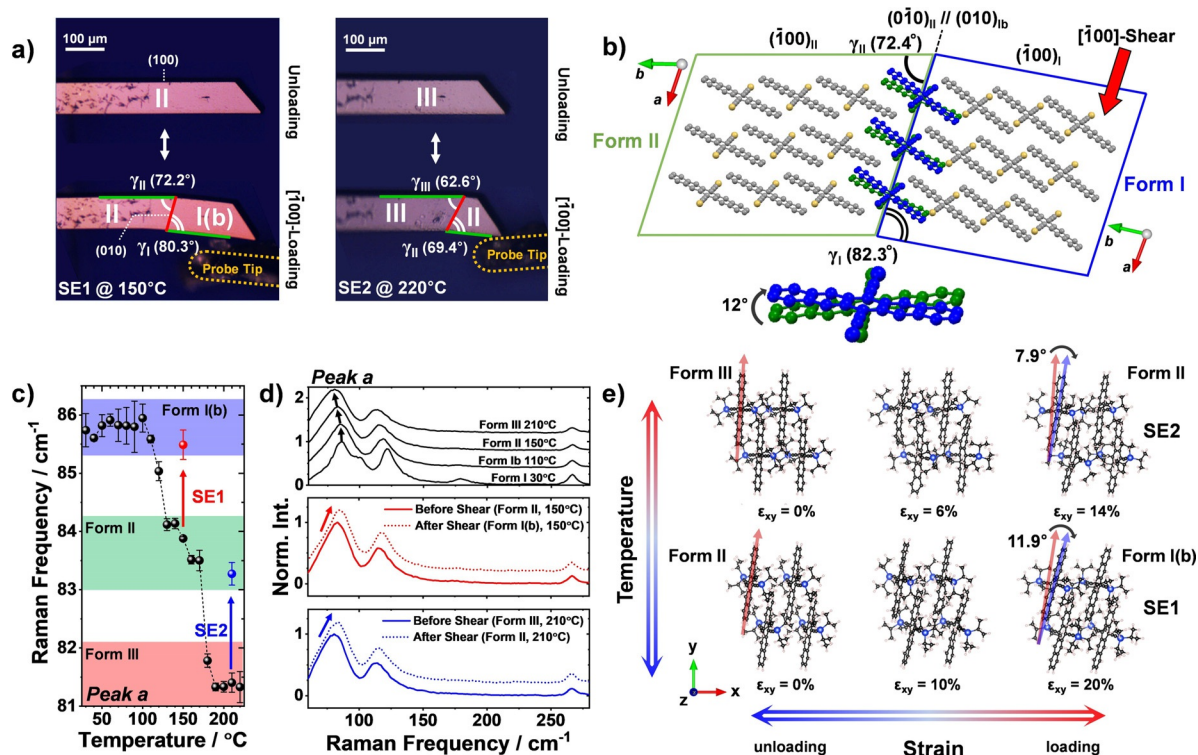 a)
100 μm
(100)
II
Unloading
γII (72.2°)
II
I(b)
(010)
γI (80.3°)
Probe Tip
SE1 @ 150°C
[1̄00]-Loading
100 μm
III
Unloading
γIII (62.6°)
III
II
γII (69.4°)
Probe Tip
SE2 @ 220°C
[1̄00]-Loading
b)
(01̄0)II // (010)Ib
γII (72.4°)
(1̄00)II
(1̄00)I
[1̄00]-Shear
b
a
Form II
Form I
b
a
γI (82.3°)
12°
c)
Raman Frequency / cm⁻¹
86
85
84
83
82
81
Form I(b)
SE1
Form II
SE2
Form III
Peak a
0
50
100
150
200
Temperature / °C
d)
Peak a
Norm. Int.
2
1
0
Form III 210°C
Form II 150°C
Form Ib 110°C
Form I 30°C
1
0
Before Shear (Form II, 150°C)
After Shear (Form I(b), 150°C)
1
0
Before Shear (Form III, 210°C)
After Shear (Form II, 210°C)
100
150
200
250
Raman Frequency / cm⁻¹
e)
Temperature
Form III
7.9°
Form II
SE2
εxy = 0%
εxy = 6%
εxy = 14%
Form II
11.9°
Form I(b)
SE1
εxy = 0%
εxy = 10%
εxy = 20%
y
z
x
unloading
Strain
loading